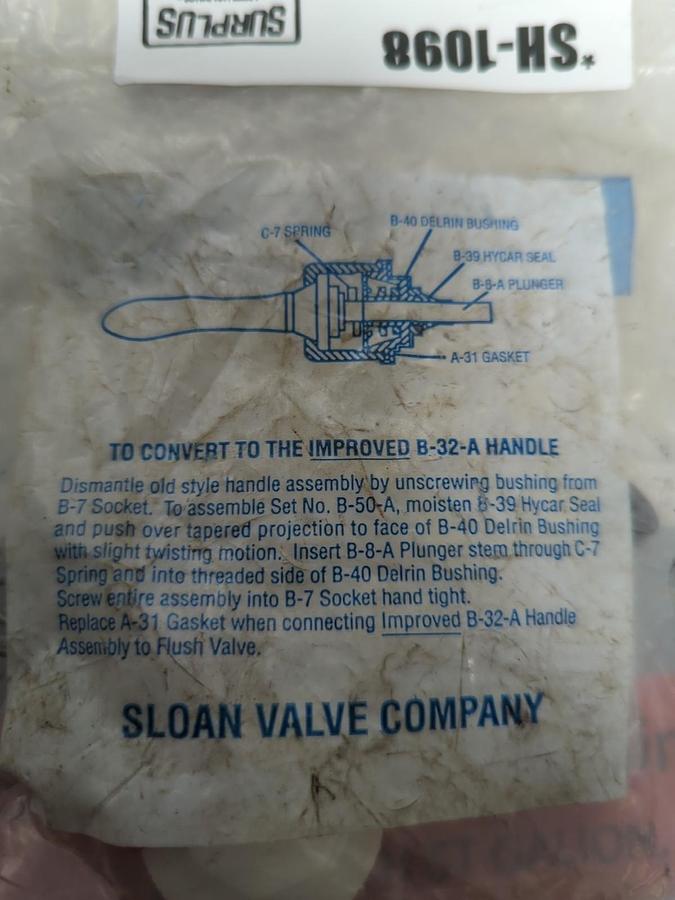 SURPLUS
*SH-1098
C-7 SPRING
B-40 DELRIN BUSHING
B-39 HYCAR SEAL
B-8-A PLUNGER
A-31 GASKET
TO CONVERT TO THE IMPROVED B-32-A HANDLE
Dismantle old style handle assembly by unscrewing bushing from
B-7 Socket. To assemble Set No. B-50-A, moisten B-39 Hycar Seal
and push over tapered projection to face of B-40 Delrin Bushing
with slight twisting motion. Insert B-8-A Plunger stem through C-7
Spring and into threaded side of B-40 Delrin Bushing.
Screw entire assembly into B-7 Socket hand tight.
Replace A-31 Gasket when connecting Improved B-32-A Handle
Assembly to Flush Valve.
SLOAN VALVE COMPANY